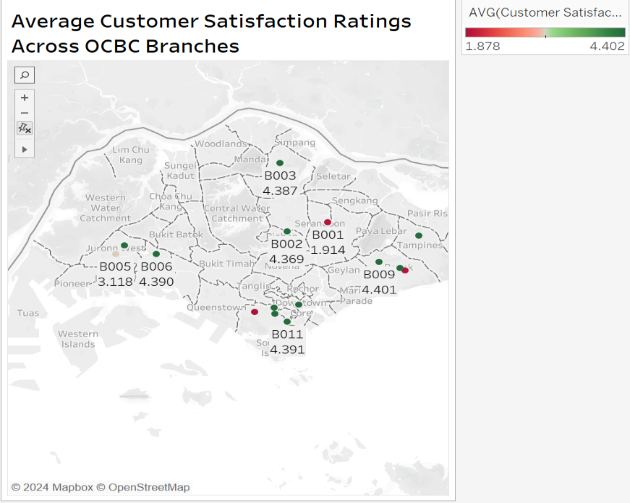 Average Customer Satisfaction Ratings
Across OCBC Branches
AVG(Customer Satisfac...
1.878 4.402
Lim Chu
Kang
Woodlands
Simpang
Mandai
Sungei
Kadut
B003
4.387
Seletar
Western
Water
Catchment
Choa Chu
Kang
Central Water
Catchment
Sengkang
Pasir Ris
Serangoon
Bukit Batok
B001
1.914
Paya Lebar
Tampines
Jurong West
B002
4.369
B005
3.118
B006
4.390
Bukit Timah
Novena
Geylang
B009
4.401
Pioneer
Tanglin
Rochor
Marine
Parade
Queenstown
Downtown
Core
Tuas
Western
Islands
B011
4.391
© 2024 Mapbox © OpenStreetMap